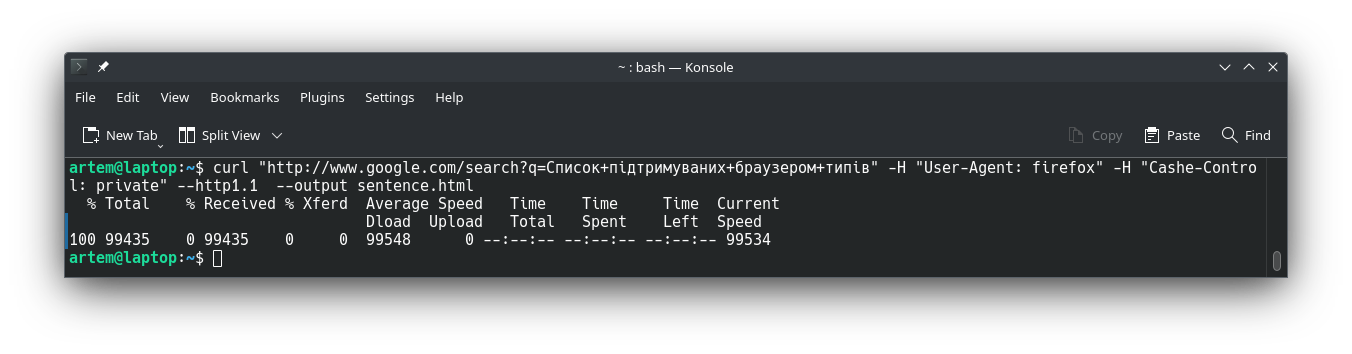 ~ : bash — Konsole
File Edit View Bookmarks Plugins Settings Help
New Tab Split View Copy Paste Find
artem@laptop:~$ curl "http://www.google.com/search?q=Список+підтримуваних+браузером+типів" -H "User-Agent: firefox" -H "Cashe-Contro
l: private" --http1.1  --output sentence.html
  % Total    % Received % Xferd  Average Speed   Time    Time     Time  Current
                                 Dload  Upload   Total   Spent    Left  Speed
100 99435    0 99435    0     0  99548      0 --:--:-- --:--:-- --:--:-- 99534
artem@laptop:~$